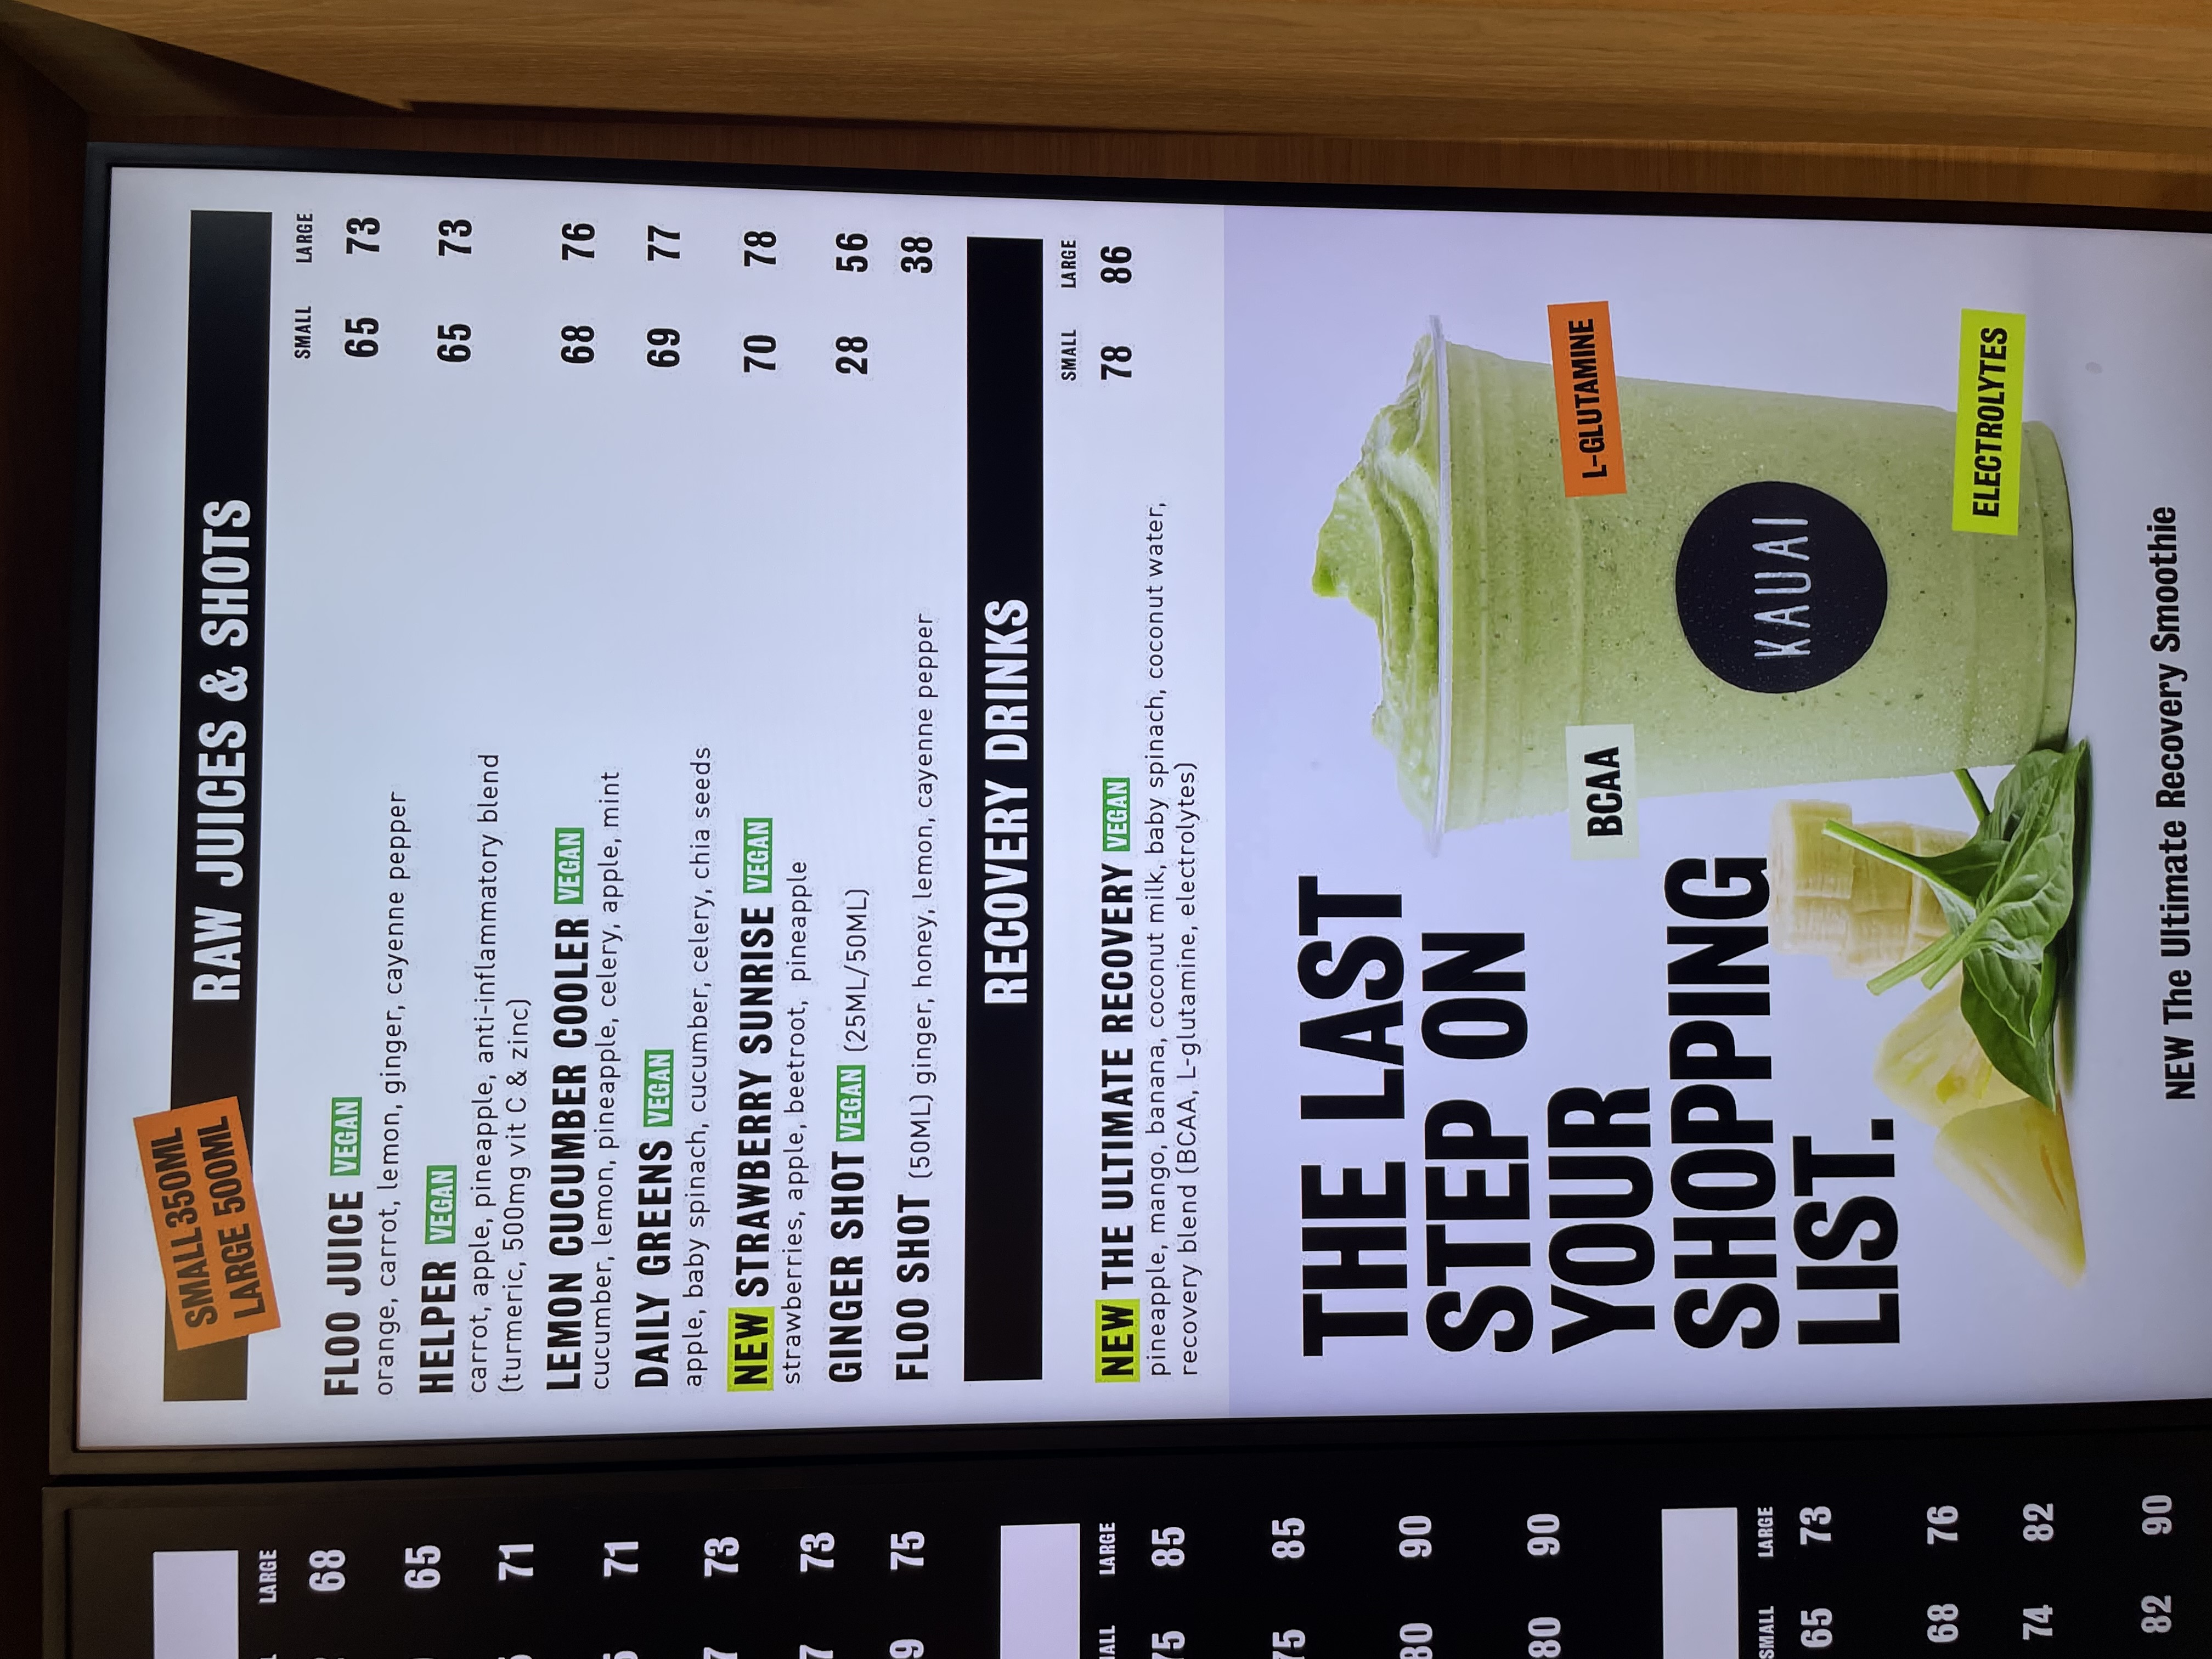 LARGE
68
65
71
71
73
73
75
LARGE
85
85
80 90
80 90
SMALL LARGE
65 73
68 76
74 82
82 90
SMALL 350ML
LARGE 500ML
RAW JUICES & SHOTS
SMALL LARGE
FLOO JUICE VEGAN 65 73
orange, carrot, lemon, ginger, cayenne pepper
HELPER VEGAN 65 73
carrot, apple, pineapple, anti-inflammatory blend
(turmeric, 500mg vit C & zinc)
LEMON CUCUMBER COOLER VEGAN 68 76
cucumber, lemon, pineapple, celery, apple, mint
DAILY GREENS VEGAN 69 77
apple, baby spinach, cucumber, celery, chia seeds
NEW STRAWBERRY SUNRISE VEGAN 70 78
strawberries, apple, beetroot, pineapple
GINGER SHOT VEGAN (25ML/50ML) 28 56
FLOO SHOT (50ML) ginger, honey, lemon, cayenne pepper 38
RECOVERY DRINKS
SMALL LARGE
NEW THE ULTIMATE RECOVERY VEGAN 78 86
pineapple, mango, banana, coconut milk, baby spinach, coconut water,
recovery blend (BCAA, L-glutamine, electrolytes)
THE LAST
STEP ON
YOUR
SHOPPING
LIST.
BCAA
L-GLUTAMINE
KAUAI
ELECTROLYTES
NEW The Ultimate Recovery Smoothie